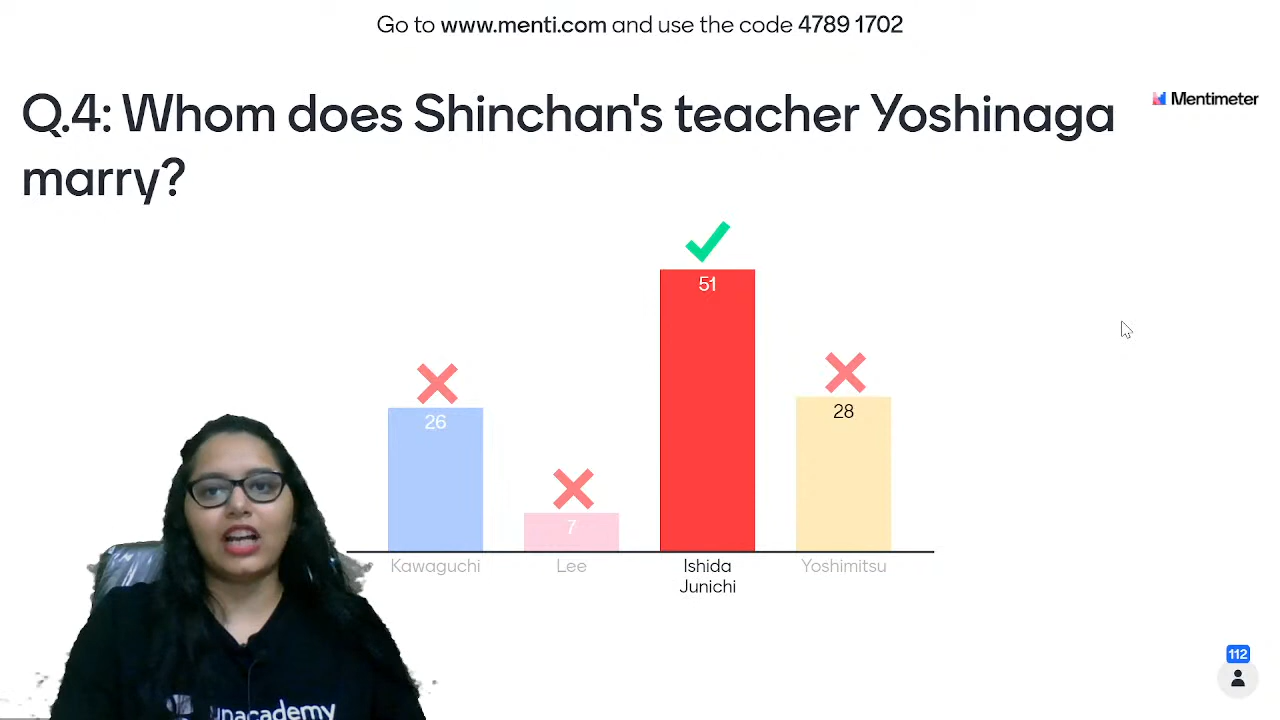 Go to www.menti.com and use the code 4789 1702
Q.4: Whom does Shinchan's teacher Yoshinaga
marry?
Mentimeter
51
26
28
7
Kawaguchi
Lee
Ishida
Junichi
Yoshimitsu
112
unacademy